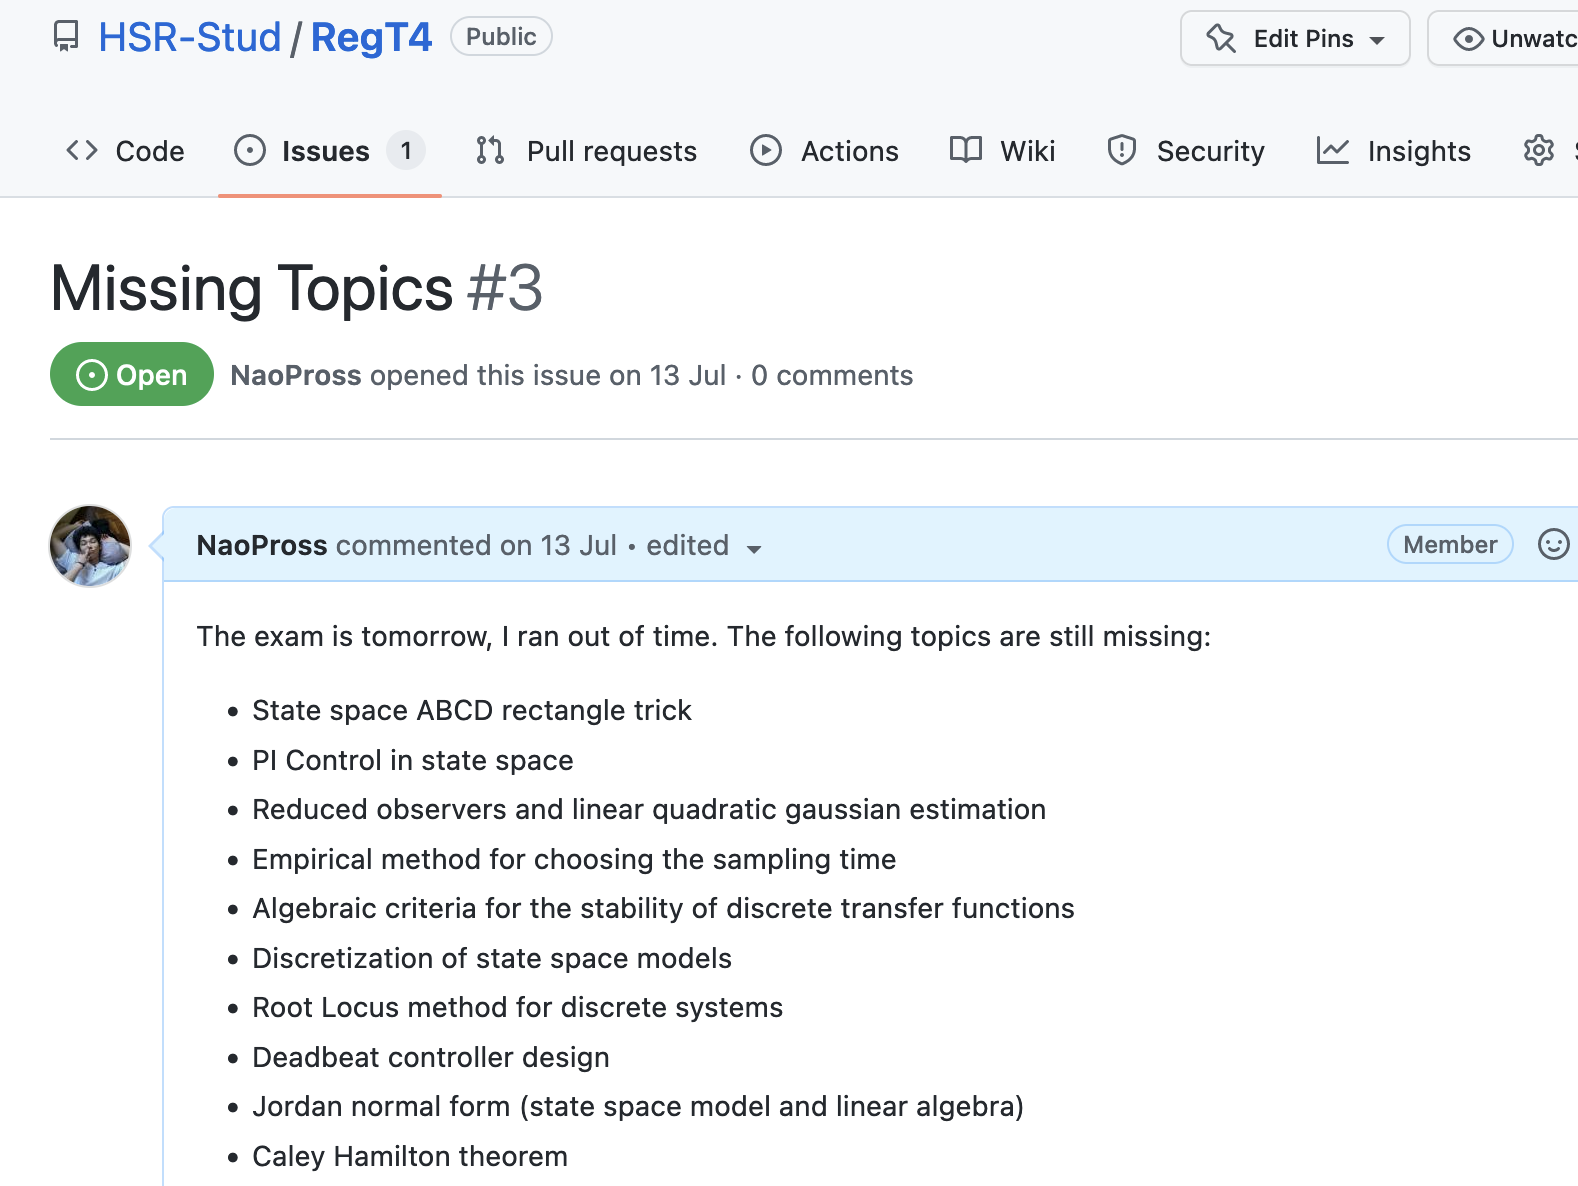 HSR-Stud / RegT4 Public Edit Pins Unwatc
Code Issues 1 Pull requests Actions Wiki Security Insights
Missing Topics #3
Open NaoPross opened this issue on 13 Jul · 0 comments
NaoPross commented on 13 Jul • edited Member
The exam is tomorrow, I ran out of time. The following topics are still missing:
• State space ABCD rectangle trick
• PI Control in state space
• Reduced observers and linear quadratic gaussian estimation
• Empirical method for choosing the sampling time
• Algebraic criteria for the stability of discrete transfer functions
• Discretization of state space models
• Root Locus method for discrete systems
• Deadbeat controller design
• Jordan normal form (state space model and linear algebra)
• Caley Hamilton theorem